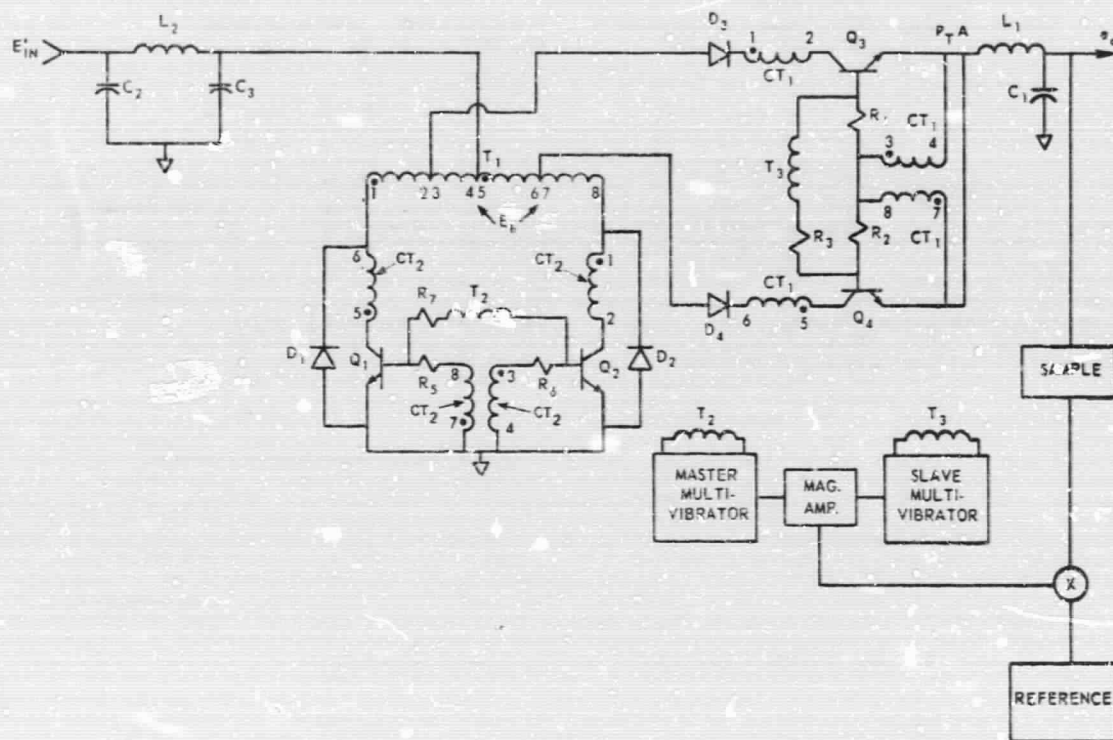 L2
E'IN
C2
C3
D3
1
2
Q3
PT A
L1
CT1
C1
R1
CT1
3
4
T3
8
7
R3
R2
CT1
T1
1
2 3
4 5
6 7
8
CT1
D4
6
5
Q4
6
CT2
5
CT2
1
2
R7
T2
D1
Q1
R5
8
3
R6
Q2
D2
CT2
7
CT2
4
SAMPLE
T2
T3
MASTER
MULTI-
VIBRATOR
MAG.
AMP.
SLAVE
MULTI-
VIBRATOR
X
REFERENCE